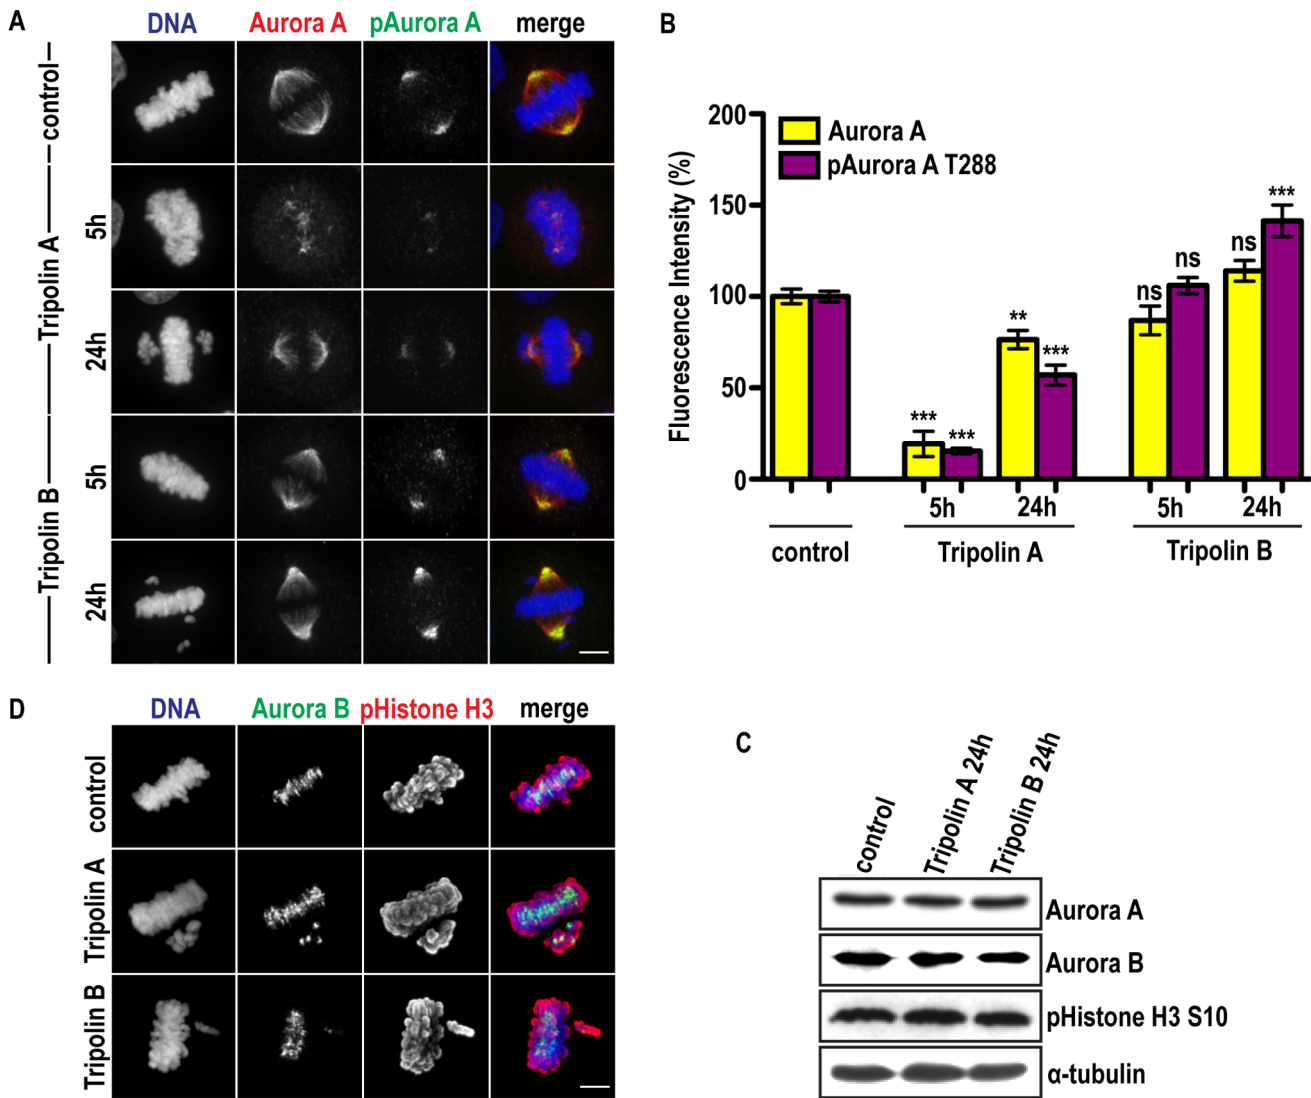 A
DNA Aurora A pAurora A merge
control
Tripolin A
5h
24h
Tripolin B
5h
24h
B
Fluorescence Intensity (%)
200
150
100
50
0
Aurora A
pAurora A T288
*** *** ** *** ns ns ns ***
5h 24h 5h 24h
control Tripolin A Tripolin B
D
DNA Aurora B pHistone H3 merge
control
Tripolin A
Tripolin B
C
control Tripolin A 24h Tripolin B 24h
Aurora A
Aurora B
pHistone H3 S10
α-tubulin